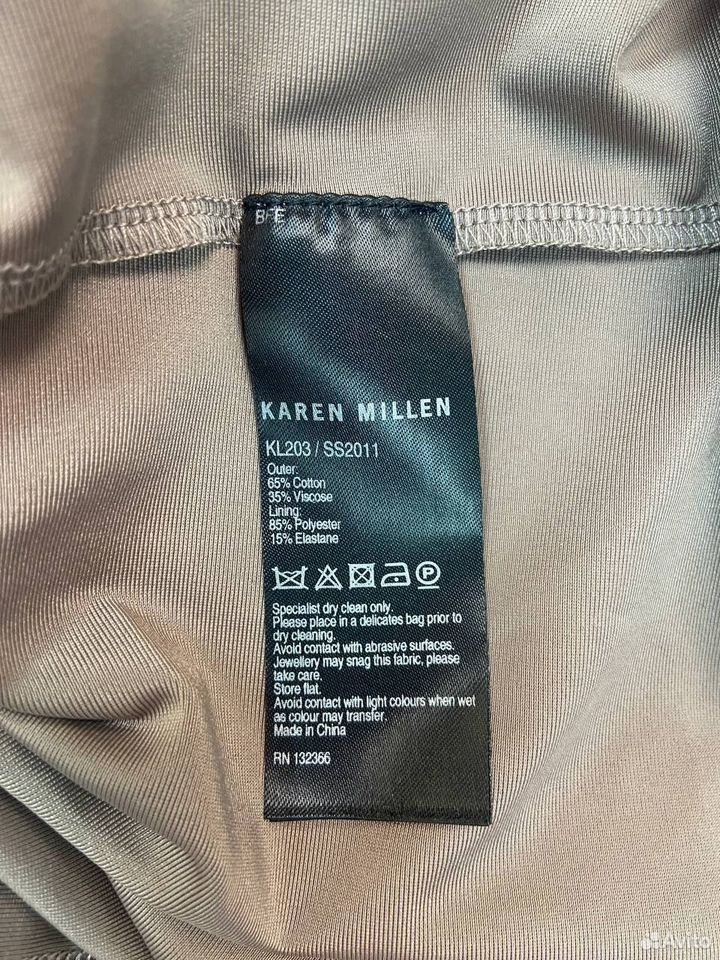 KAREN MILLEN
KL203 / SS2011
Outer:
65% Cotton
35% Viscose
Lining:
85% Polyester
15% Elastane
P
Specialist dry clean only.
Please place in a delicates bag prior to
dry cleaning.
Avoid contact with abrasive surfaces.
Jewellery may snag this fabric, please
take care.
Store flat.
Avoid contact with light colours when wet
as colour may transfer.
Made in China
RN 132366
Avito